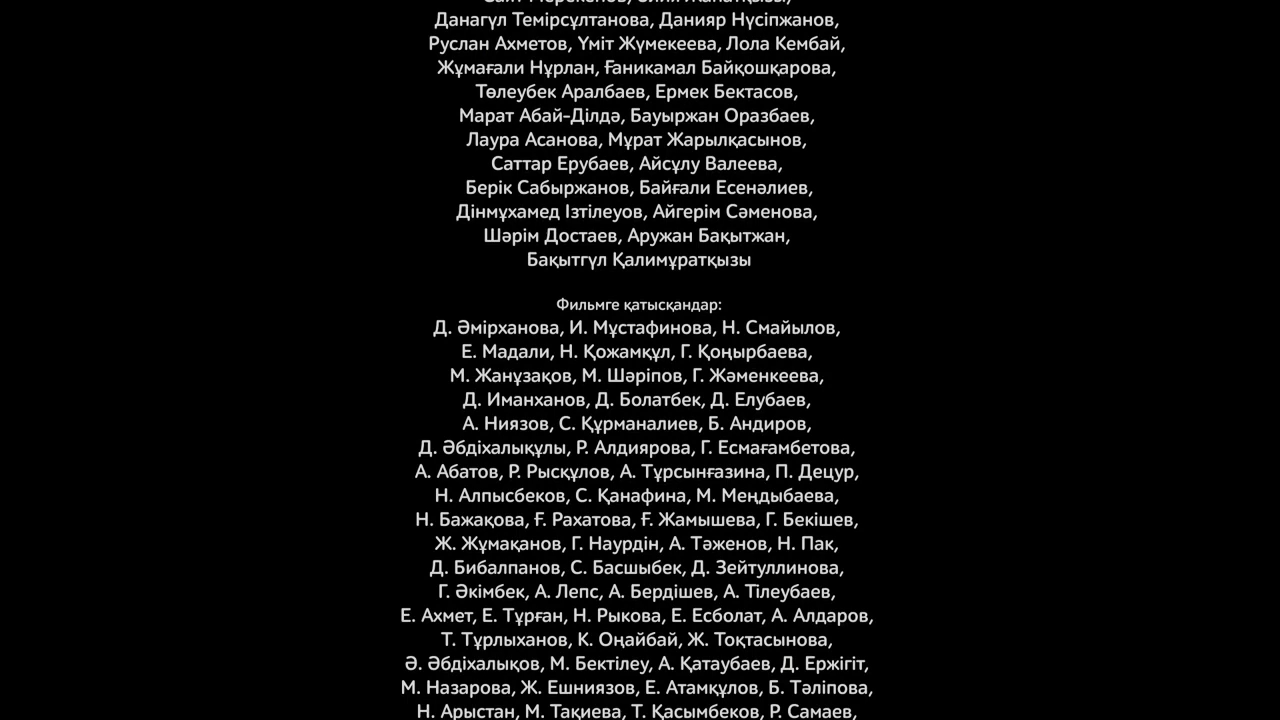 Данагүл Темірсұлтанова, Данияр Нүсіпжанов,
Руслан Ахметов, Үміт Жүмекеева, Лола Кембай,
Жұмағали Нұрлан, Ғаникамал Байқошқарова,
Төлеубек Аралбаев, Ермек Бектасов,
Марат Абай-Ділдә, Бауыржан Оразбаев,
Лаура Асанова, Мұрат Жарылқасынов,
Саттар Ерубаев, Айсұлу Валеева,
Берік Сабыржанов, Байғали Есенәлиев,
Дінмұхамед Ізтілеуов, Айгерім Сәменова,
Шәрім Достаев, Аружан Бақытжан,
Бақытгүл Қалимұратқызы
Фильмге қатысқандар:
Д. Әмірханова, И. Мұстафинова, Н. Смайылов,
Е. Мадали, Н. Қожамқұл, Г. Қоңырбаева,
М. Жанұзақов, М. Шәріпов, Г. Жәменкеева,
Д. Иманханов, Д. Болатбек, Д. Елубаев,
А. Ниязов, С. Құрманалиев, Б. Андиров,
Д. Әбдіхалықұлы, Р. Алдиярова, Г. Есмағамбетова,
А. Абатов, Р. Рысқұлов, А. Тұрсынғазина, П. Децур,
Н. Алпысбеков, С. Қанафина, М. Меңдыбаева,
Н. Бажақова, Ғ. Рахатова, Ғ. Жамышева, Г. Бекішев,
Ж. Жұмақанов, Г. Наурдін, А. Тәженов, Н. Пак,
Д. Бибалпанов, С. Басшыбек, Д. Зейтуллинова,
Г. Әкімбек, А. Лепс, А. Бердішев, А. Тілеубаев,
Е. Ахмет, Е. Тұрған, Н. Рыкова, Е. Есболат, А. Алдаров,
Т. Тұрлыханов, К. Оңайбай, Ж. Тоқтасынова,
Ә. Әбдіхалықов, М. Бектілеу, А. Қатаубаев, Д. Ержігіт,
М. Назарова, Ж. Ешниязов, Е. Атамқұлов, Б. Тәліпова,
Н. Арыстан, М. Тақиева, Т. Қасымбеков, Р. Самаев,